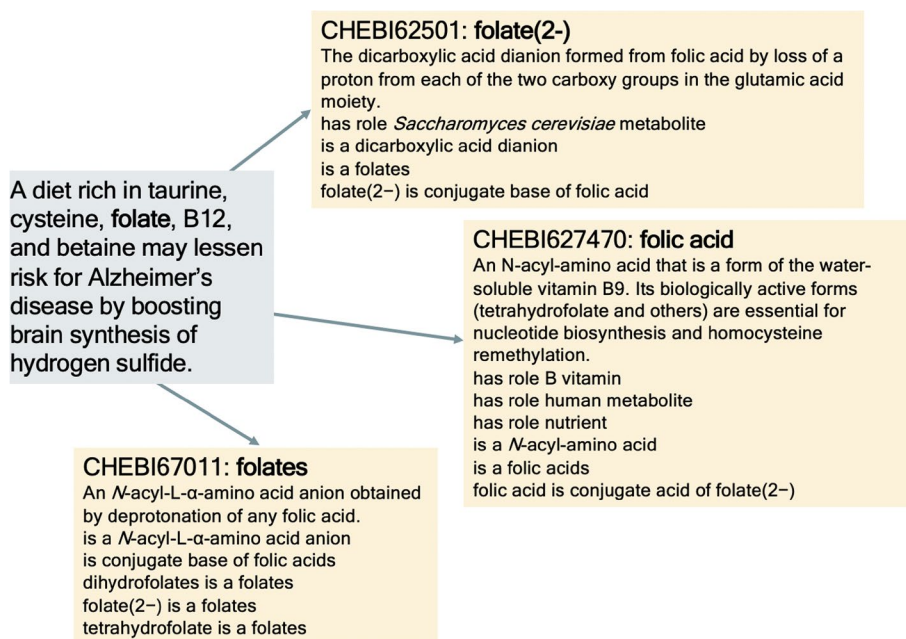 CHEBI62501: folate(2-)
The dicarboxylic acid dianion formed from folic acid by loss of a
proton from each of the two carboxy groups in the glutamic acid
moiety.
has role Saccharomyces cerevisiae metabolite
is a dicarboxylic acid dianion
is a folates
folate(2−) is conjugate base of folic acid
A diet rich in taurine,
cysteine, folate, B12,
and betaine may lessen
risk for Alzheimer's
disease by boosting
brain synthesis of
hydrogen sulfide.
CHEBI627470: folic acid
An N-acyl-amino acid that is a form of the water-
soluble vitamin B9. Its biologically active forms
(tetrahydrofolate and others) are essential for
nucleotide biosynthesis and homocysteine
remethylation.
has role B vitamin
has role human metabolite
has role nutrient
is a N-acyl-amino acid
is a folic acids
folic acid is conjugate acid of folate(2−)
CHEBI67011: folates
An N-acyl-L-α-amino acid anion obtained
by deprotonation of any folic acid.
is a N-acyl-L-α-amino acid anion
is conjugate base of folic acids
dihydrofolates is a folates
folate(2−) is a folates
tetrahydrofolate is a folates